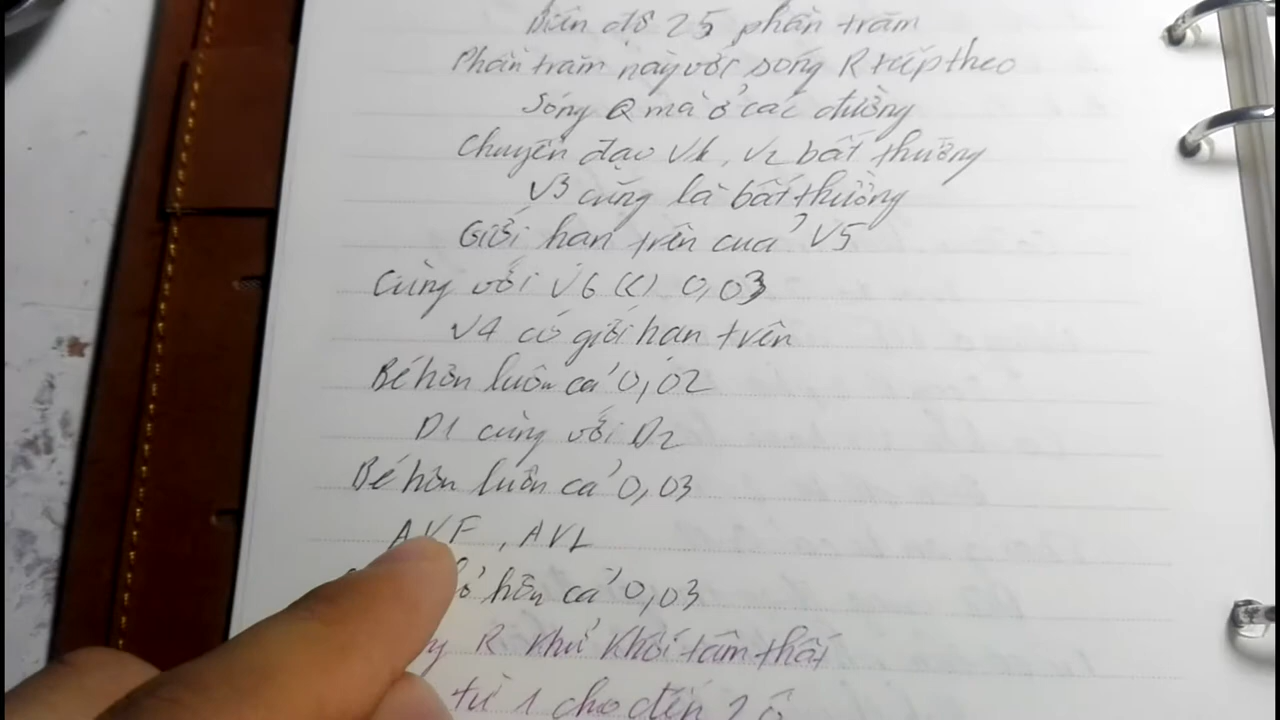 Biên độ 25 phần trăm
Phần trăm này với sóng R tiếp theo
Sóng Q mà ở các đường
Chuyển đạo V1, V2 bất thường
V3 cũng là bất thường
Giới hạn trên của V5
Cùng với V6 (<) 0,03
V4 có giới hạn trên
Bé hơn luôn cả 0,02
D1 cùng với D2
Bé hơn luôn cả 0,03
AVF, AVL
hơn cả 0,03
R khử khối tâm thất
từ 1 cho đến 2 ô